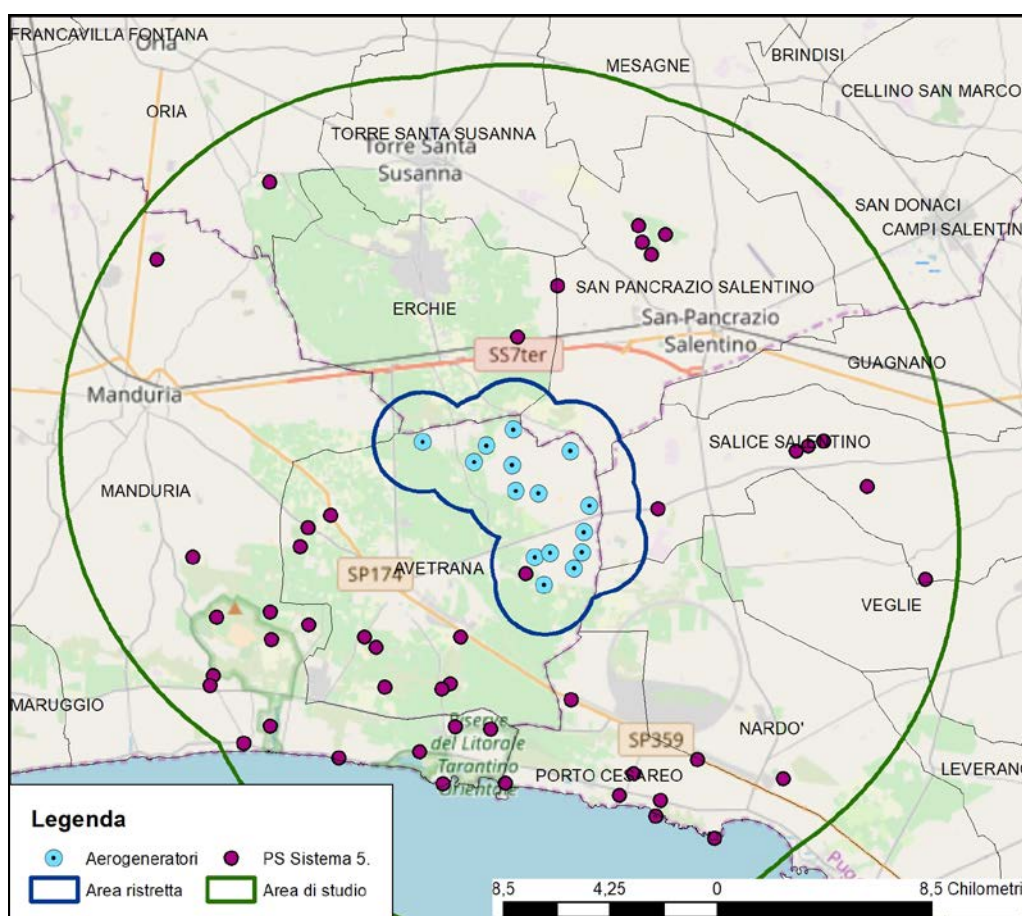 FRANCAVILLA FONTANA
Oria
MESAGNE
BRINDISI
CELLINO SAN MARCO
ORIA
TORRE SANTA SUSANNA
Torre Santa
Susanna
SAN DONACI
CAMPI SALENTIN
ERCHIE
SAN PANCRAZIO SALENTINO
San Pancrazio
Salentino
SS7ter
GUAGNANO
Manduria
SALICE SALENTINO
MANDURIA
AVETRANA
SP174
VEGLIE
MARUGGIO
Riserve
del Litorale
Tarantino
Orientale
NARDO'
SP359
PORTO CESAREO
LEVERANO
Legenda
Aerogeneratori
PS Sistema 5.
Area ristretta
Area di studio
8,5 4,25 0 8,5 Chilometri